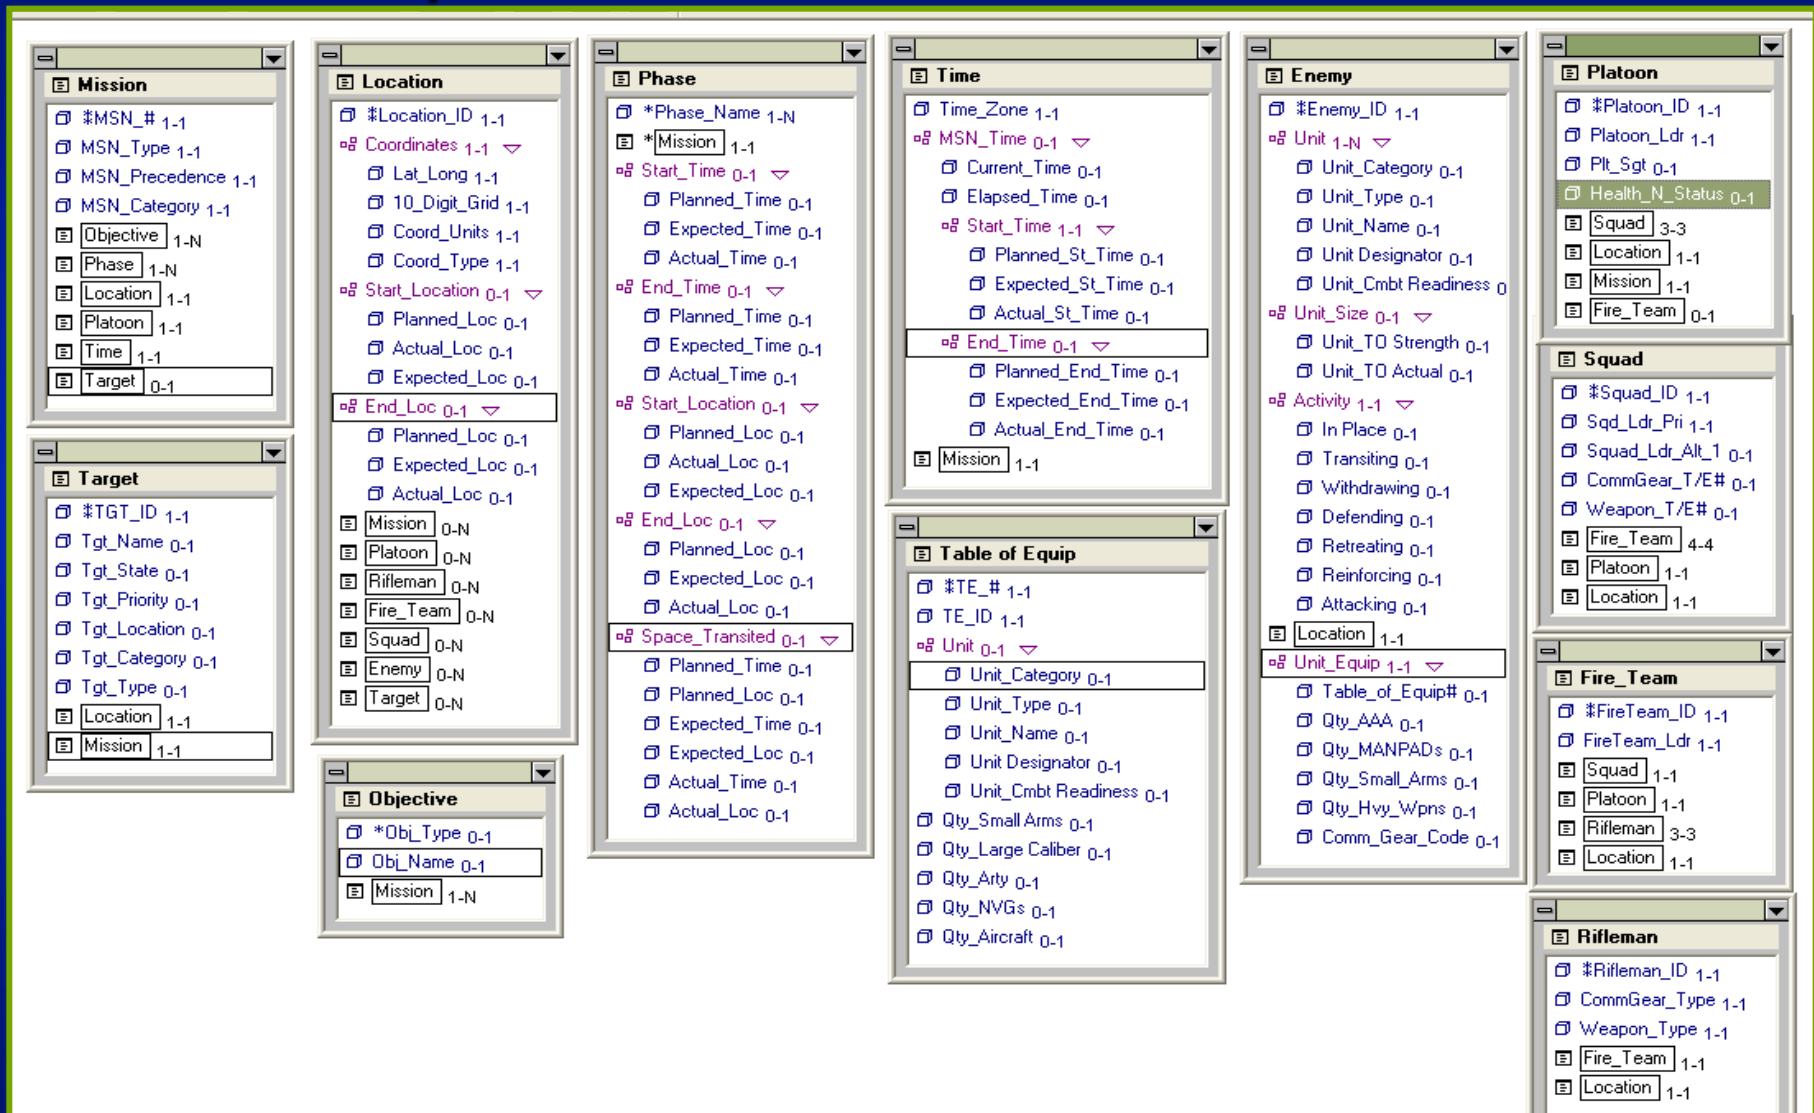 Mission
*MSN_# 1-1
MSN_Type 1-1
MSN_Precedence 1-1
MSN_Category 1-1
Objective 1-N
Phase 1-N
Location 1-1
Platoon 1-1
Time 1-1
Target 0-1
Target
*TGT_ID 1-1
Tgt_Name 0-1
Tgt_State 0-1
Tgt_Priority 0-1
Tgt_Location 0-1
Tgt_Category 0-1
Tgt_Type 0-1
Location 1-1
Mission 1-1
Location
*Location_ID 1-1
Coordinates 1-1
Lat_Long 1-1
10_Digit_Grid 1-1
Coord_Units 1-1
Coord_Type 1-1
Start_Location 0-1
Planned_Loc 0-1
Actual_Loc 0-1
Expected_Loc 0-1
End_Loc 0-1
Planned_Loc 0-1
Expected_Loc 0-1
Actual_Loc 0-1
Mission 0-N
Platoon 0-N
Rifleman 0-N
Fire_Team 0-N
Squad 0-N
Enemy 0-N
Target 0-N
Objective
*Obj_Type 0-1
Obj_Name 0-1
Mission 1-N
Phase
*Phase_Name 1-N
*Mission 1-1
Start_Time 0-1
Planned_Time 0-1
Expected_Time 0-1
Actual_Time 0-1
End_Time 0-1
Planned_Time 0-1
Expected_Time 0-1
Actual_Time 0-1
Start_Location 0-1
Planned_Loc 0-1
Actual_Loc 0-1
Expected_Loc 0-1
End_Loc 0-1
Planned_Loc 0-1
Expected_Loc 0-1
Actual_Loc 0-1
Space_Transited 0-1
Planned_Time 0-1
Planned_Loc 0-1
Expected_Time 0-1
Expected_Loc 0-1
Actual_Time 0-1
Actual_Loc 0-1
Time
Time_Zone 1-1
MSN_Time 0-1
Current_Time 0-1
Elapsed_Time 0-1
Start_Time 1-1
Planned_St_Time 0-1
Expected_St_Time 0-1
Actual_St_Time 0-1
End_Time 0-1
Planned_End_Time 0-1
Expected_End_Time 0-1
Actual_End_Time 0-1
Mission 1-1
Table of Equip
*TE_# 1-1
TE_ID 1-1
Unit 0-1
Unit_Category 0-1
Unit_Type 0-1
Unit_Name 0-1
Unit Designator 0-1
Unit_Cmbt Readiness 0-1
Qty_Small Arms 0-1
Qty_Large Caliber 0-1
Qty_Arty 0-1
Qty_NVGs 0-1
Qty_Aircraft 0-1
Enemy
*Enemy_ID 1-1
Unit 1-N
Unit_Category 0-1
Unit_Type 0-1
Unit_Name 0-1
Unit Designator 0-1
Unit_Cmbt Readiness 0
Unit_Size 0-1
Unit_TO Strength 0-1
Unit_TO Actual 0-1
Activity 1-1
In Place 0-1
Transiting 0-1
Withdrawing 0-1
Defending 0-1
Retreating 0-1
Reinforcing 0-1
Attacking 0-1
Location 1-1
Unit_Equip 1-1
Table_of_Equip# 0-1
Qty_AAA 0-1
Qty_MANPADs 0-1
Qty_Small_Arms 0-1
Qty_Hvy_Wpns 0-1
Comm_Gear_Code 0-1
Platoon
*Platoon_ID 1-1
Platoon_Ldr 1-1
Plt_Sgt 0-1
Health_N_Status 0-1
Squad 3-3
Location 1-1
Mission 1-1
Fire_Team 0-1
Squad
*Squad_ID 1-1
Sqd_Ldr_Pri 1-1
Squad_Ldr_Alt_1 0-1
CommGear_T/E# 0-1
Weapon_T/E# 0-1
Fire_Team 4-4
Platoon 1-1
Location 1-1
Fire_Team
*FireTeam_ID 1-1
FireTeam_Ldr 1-1
Squad 1-1
Platoon 1-1
Rifleman 3-3
Location 1-1
Rifleman
*Rifleman_ID 1-1
CommGear_Type 1-1
Weapon_Type 1-1
Fire_Team 1-1
Location 1-1